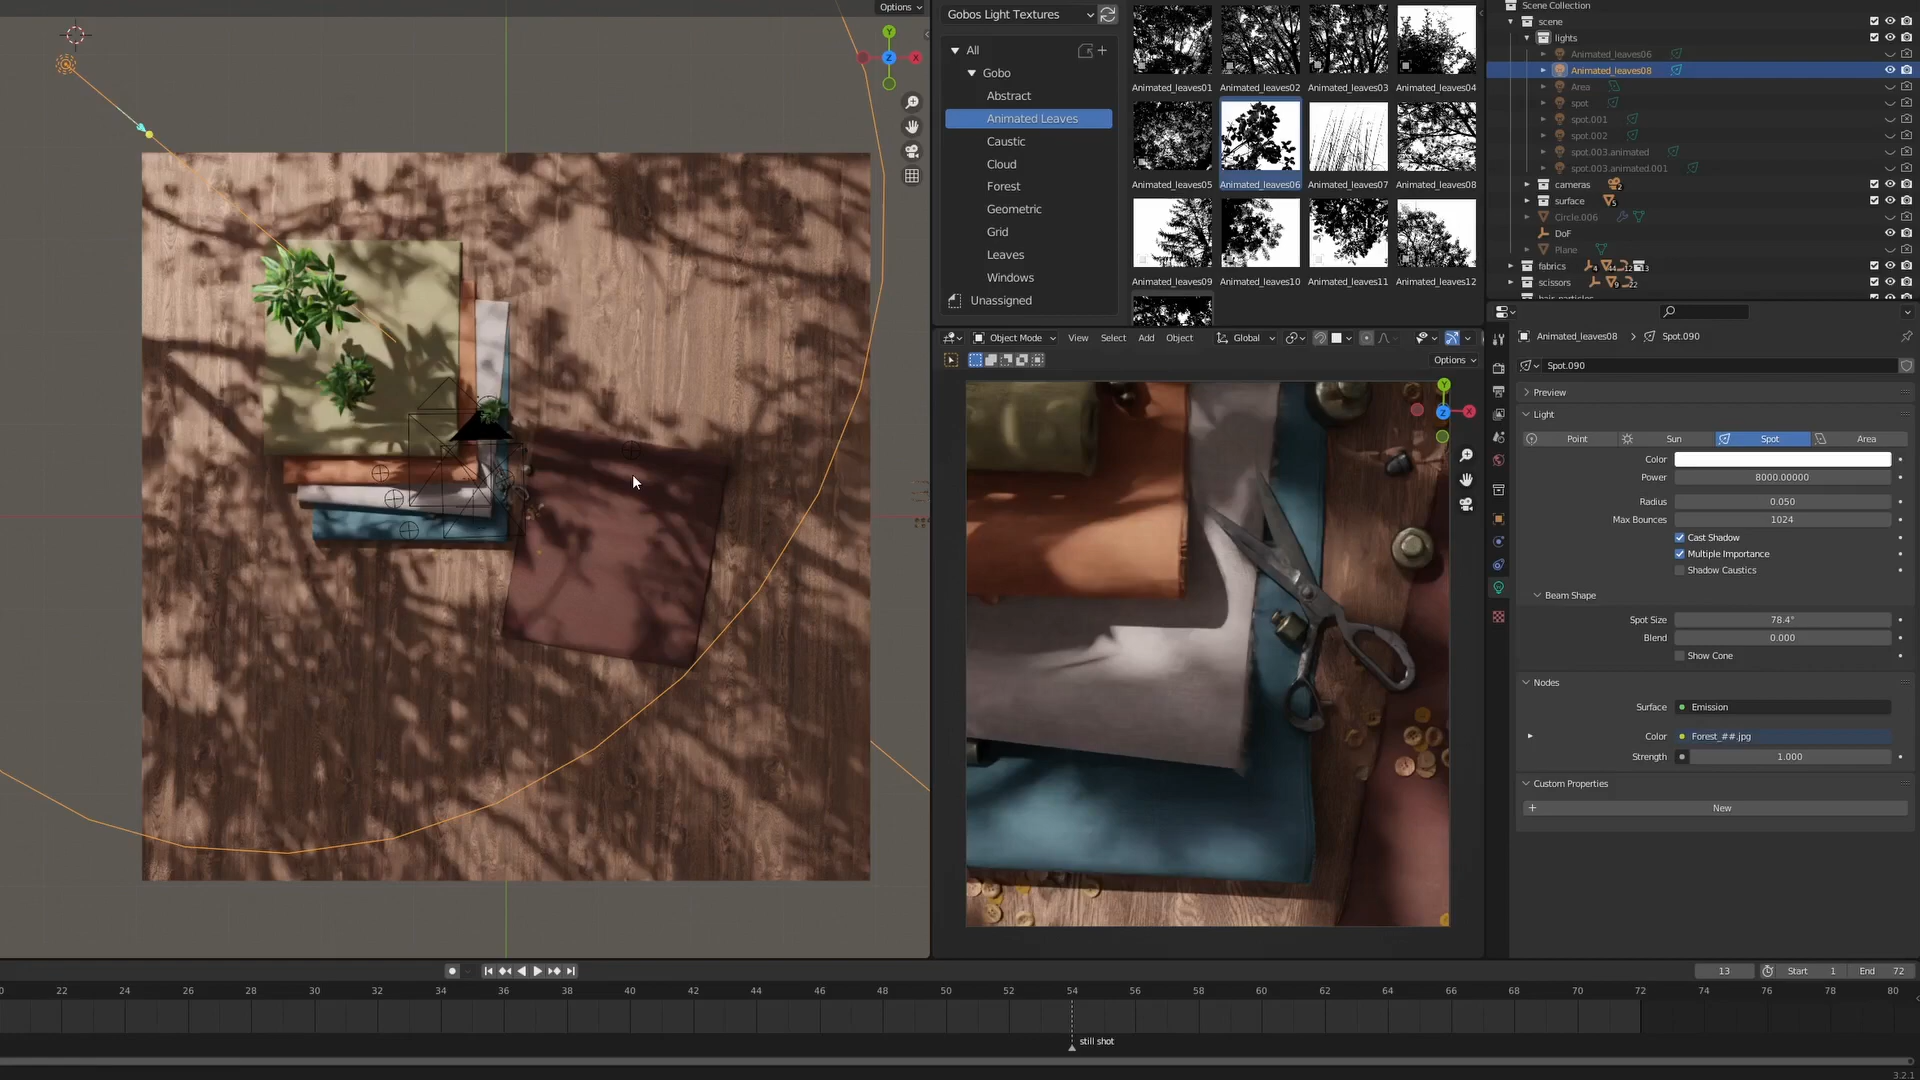 Options
Gobos Light Textures
All
Gobo
Abstract
Animated Leaves
Caustic
Cloud
Forest
Geometric
Grid
Leaves
Windows
Unassigned
Animated_leaves01
Animated_leaves02
Animated_leaves03
Animated_leaves04
Animated_leaves05
Animated_leaves06
Animated_leaves07
Animated_leaves08
Animated_leaves09
Animated_leaves10
Animated_leaves11
Animated_leaves12
Object Mode
View
Select
Add
Object
Global
Options
Scene Collection
scene
lights
Animated_leaves06
Animated_leaves08
Area
spot
spot.001
spot.002
spot.003.animated
spot.003.animated.001
cameras 2
surface 5
Circle.006
DoF
Plane
fabrics
scissors
Animated_leaves08 > Spot.090
Spot.090
Preview
Light
Point Sun Spot Area
Color
Power 8000.00000
Radius 0.050
Max Bounces 1024
Cast Shadow
Multiple Importance
Shadow Caustics
Beam Shape
Spot Size 78.4°
Blend 0.000
Show Cone
Nodes
Surface Emission
Color Forest_##.jpg
Strength 1.000
Custom Properties
New
13 Start 1 End 72
22 24 26 28 30 32 34 36 38 40 42 44 46 48 50 52 54 56 58 60 62 64 66 68 70 72 74 76 78 80
still shot
3.2.1
X
Y
Z
X
Y
Z